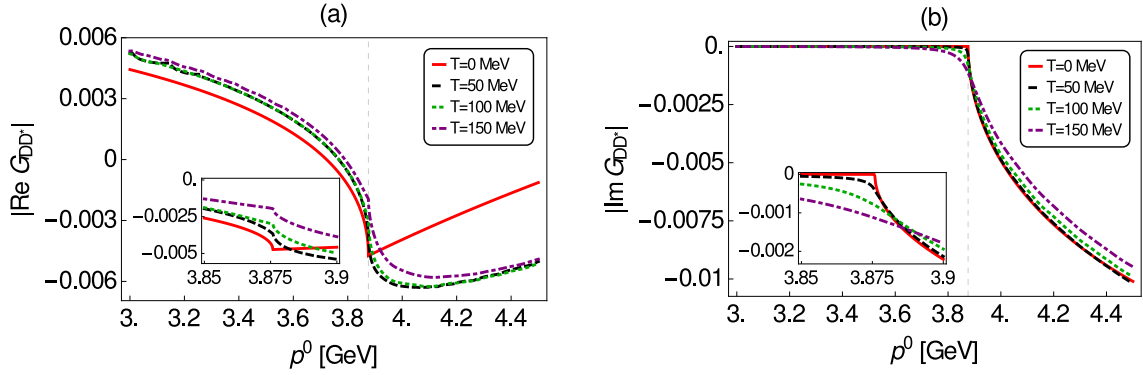 (a)
|Re G_DD*|
0.006
0.003
0
−0.003
−0.006
T=0 MeV
T=50 MeV
T=100 MeV
T=150 MeV
0.
−0.0025
−0.005
3.85 3.875 3.9
3. 3.2 3.4 3.6 3.8 4. 4.2 4.4
p^0 [GeV]
(b)
|Im G_DD*|
0.
−0.0025
−0.005
−0.0075
−0.01
T=0 MeV
T=50 MeV
T=100 MeV
T=150 MeV
0
−0.001
−0.002
3.85 3.875 3.9
3. 3.2 3.4 3.6 3.8 4. 4.2 4.4
p^0 [GeV]